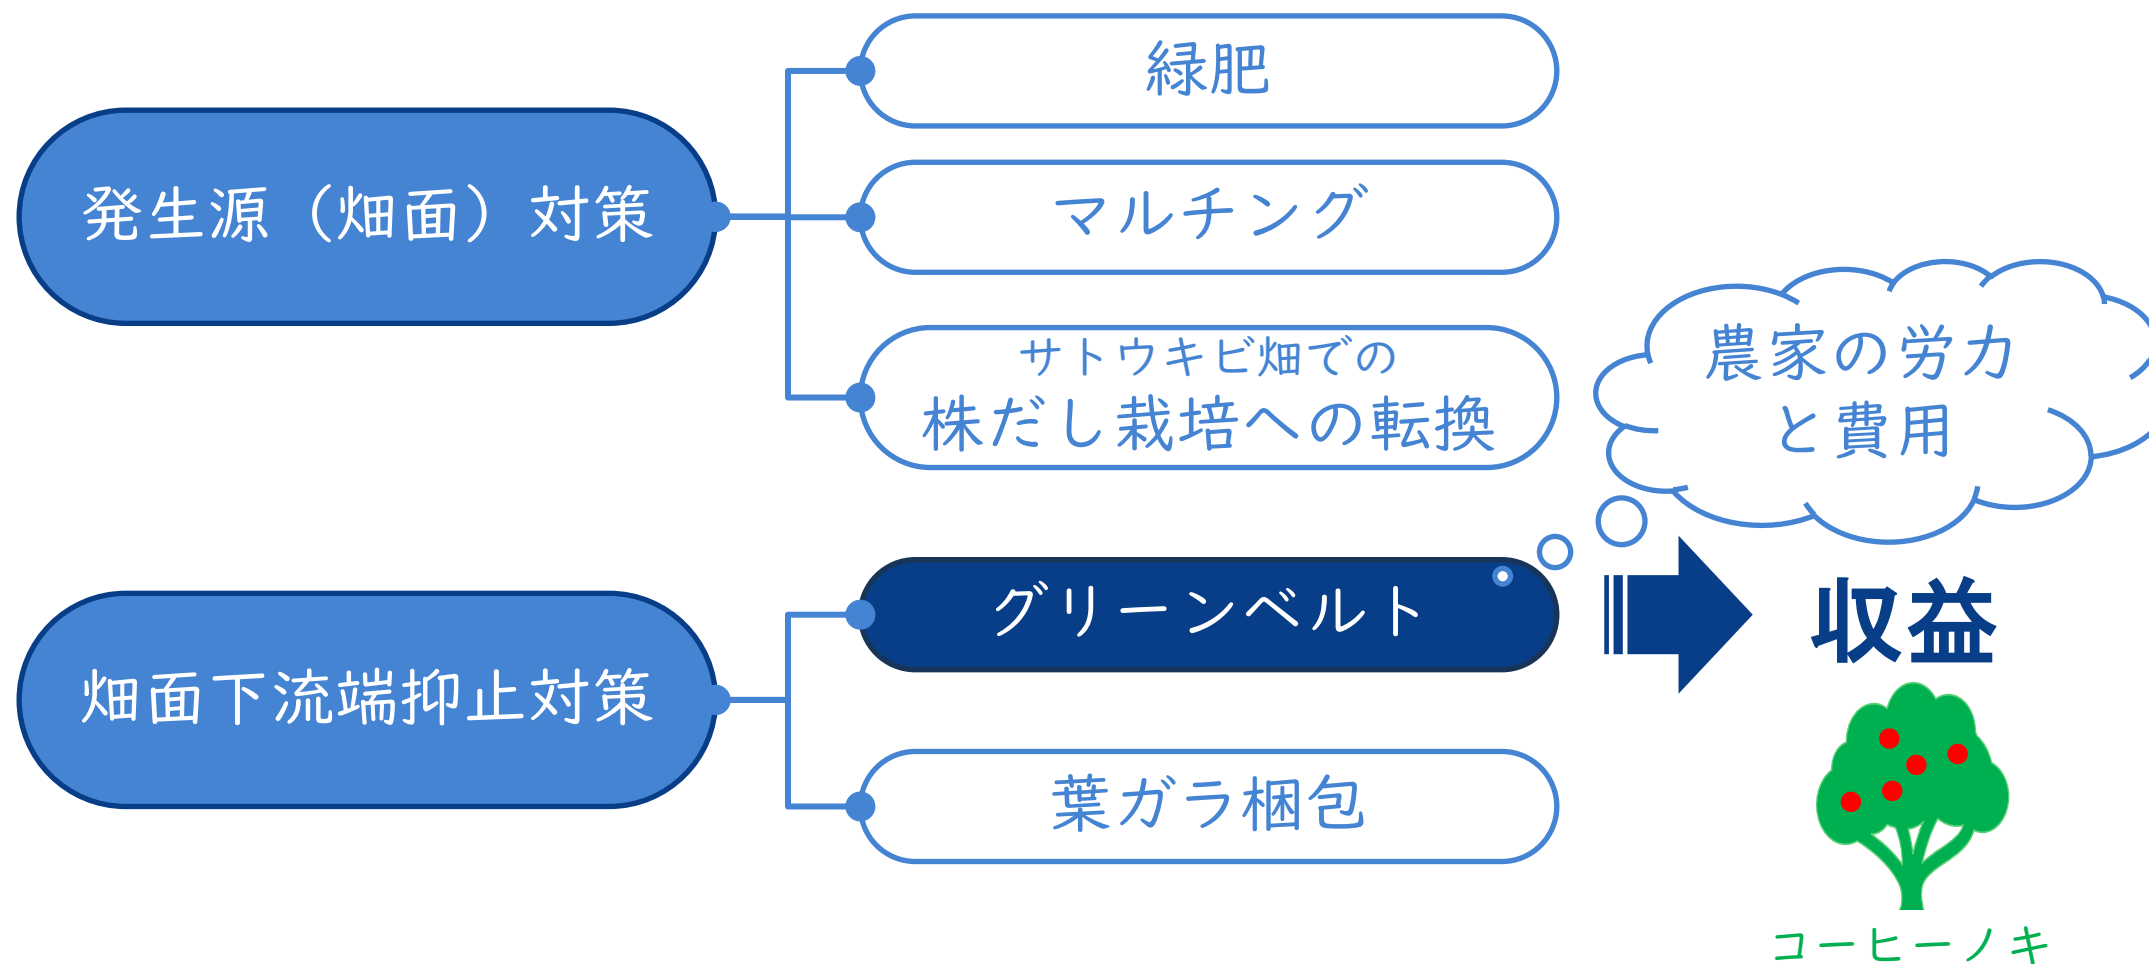 発生源（畑面）対策
緑肥
マルチング
サトウキビ畑での
株だし栽培への転換
畑面下流端抑止対策
グリーンベルト
葉ガラ梱包
農家の労力
と費用
収益
コーヒーノキ